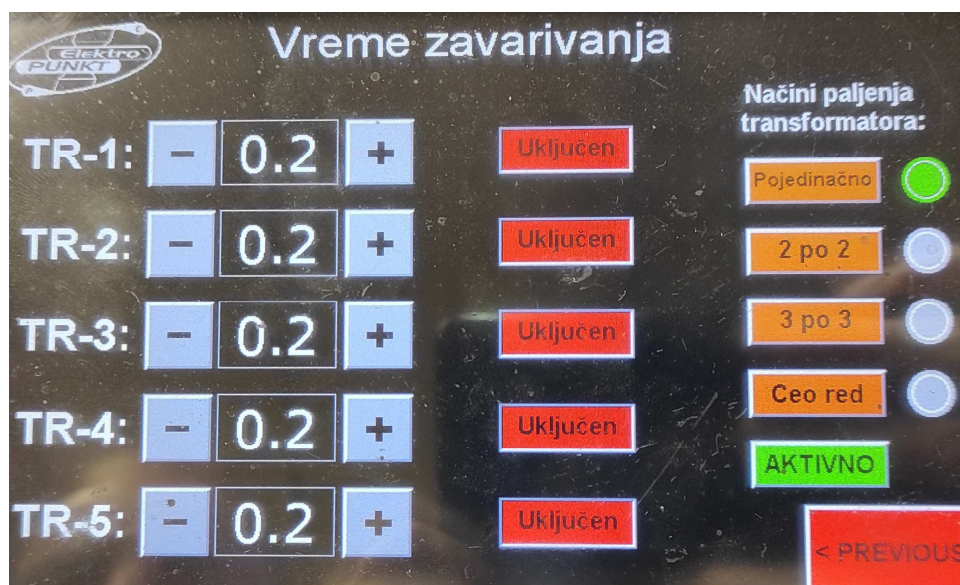 Elektro
PUNKT
Vreme zavarivanja
Načini paljenja
transformatora:
TR-1: - 0.2 + Uključen
Pojedinačno
TR-2: - 0.2 + Uključen
2 po 2
TR-3: - 0.2 + Uključen
3 po 3
Ceo red
TR-4: - 0.2 + Uključen
AKTIVNO
TR-5: - 0.2 + Uključen
< PREVIOUS